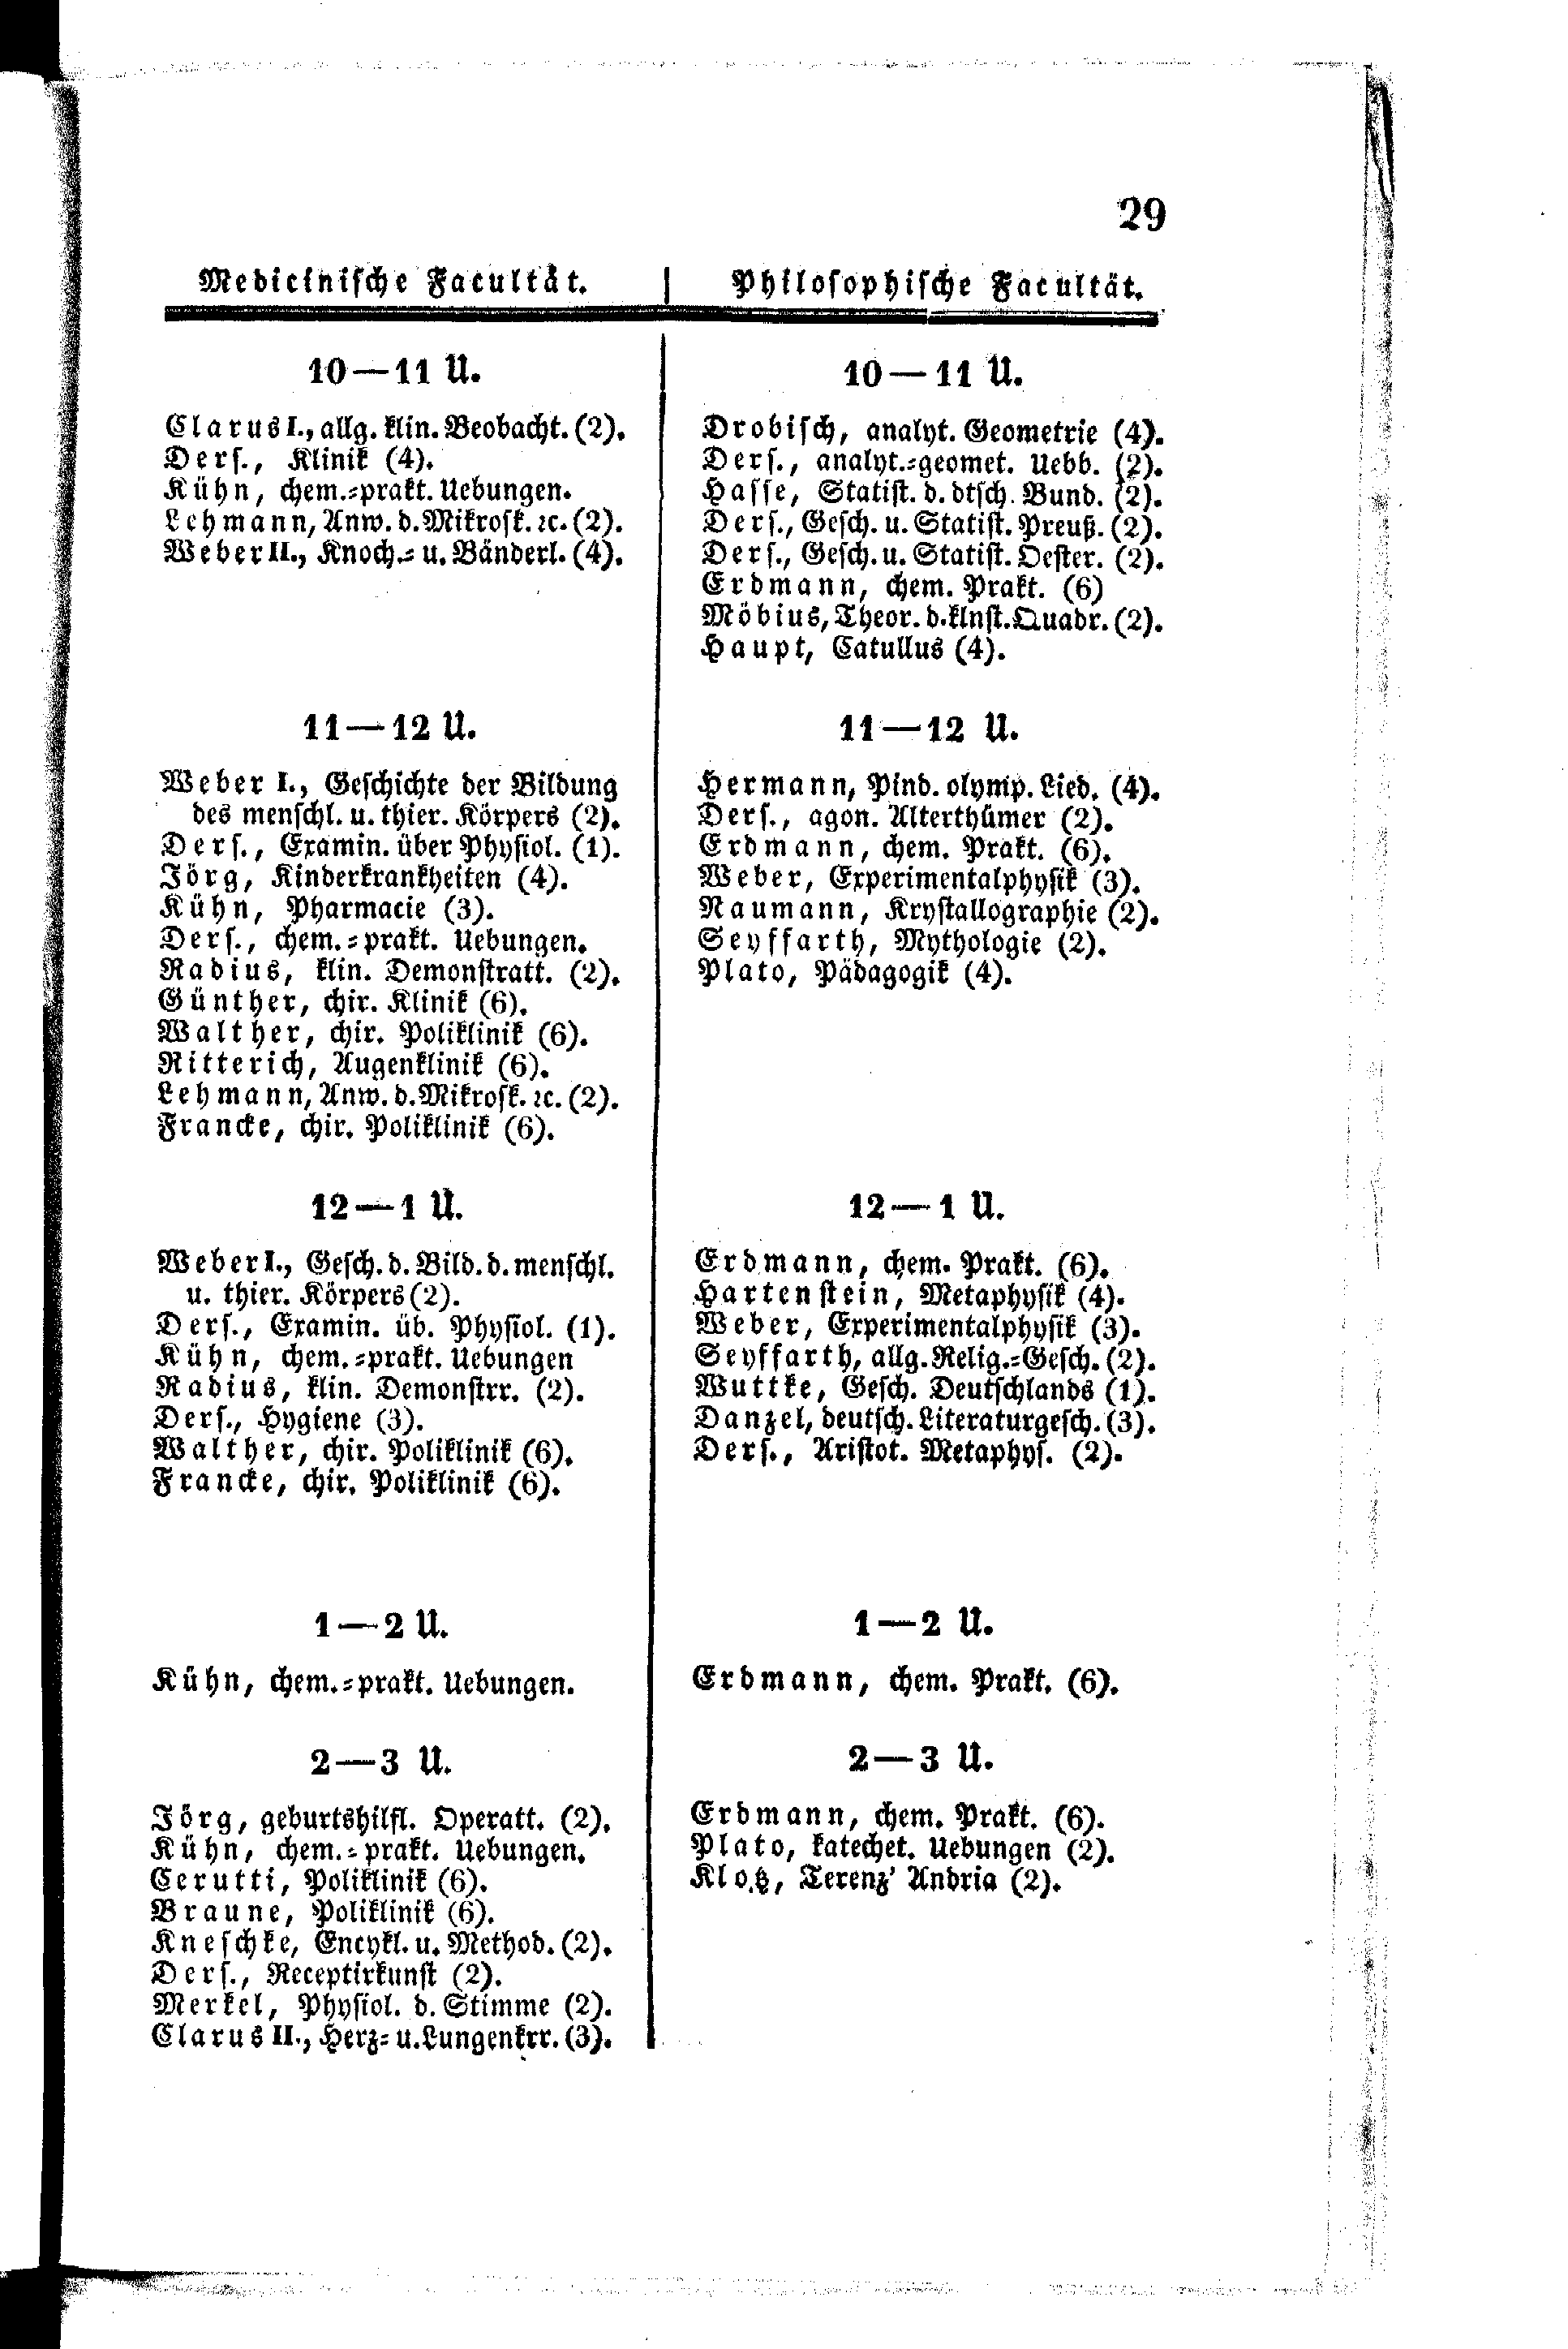 29
Medicinische Facultät.
10—11 U.
Clarus I., allg. klin. Beobacht. (2).
Ders., Klinik (4).
Kühn, chem.-prakt. Uebungen.
Lehmann, Anw. d. Mikrosk. ꝛc. (2).
Weber II., Knoch.- u. Bänderl. (4).
11—12 U.
Weber I., Geschichte der Bildung
des menschl. u. thier. Körpers (2).
Ders., Examin. über Physiol. (1).
Jörg, Kinderkrankheiten (4).
Kühn, Pharmacie (3).
Ders., chem.-prakt. Uebungen.
Radius, klin. Demonstratt. (2).
Günther, chir. Klinik (6).
Walther, chir. Poliklinik (6).
Ritterich, Augenklinik (6).
Lehmann, Anw. d. Mikrosk. ꝛc. (2).
Francke, chir. Poliklinik (6).
12—1 U.
Weber I., Gesch. d. Bild. d. menschl.
u. thier. Körpers (2).
Ders., Examin. üb. Physiol. (1).
Kühn, chem.-prakt. Uebungen
Radius, klin. Demonstrr. (2).
Ders., Hygiene (3).
Walther, chir. Poliklinik (6).
Francke, chir. Poliklinik (6).
1—2 U.
Kühn, chem.-prakt. Uebungen.
2—3 U.
Jörg, geburtshilfl. Operatt. (2).
Kühn, chem.-prakt. Uebungen.
Cerutti, Poliklinik (6).
Braune, Poliklinik (6).
Kneschke, Encykl. u. Method. (2).
Ders., Receptirkunst (2).
Merkel, Physiol. d. Stimme (2).
Clarus II., Herz- u. Lungenkrr. (3).
Philosophische Facultät.
10—11 U.
Drobisch, analyt. Geometrie (4).
Ders., analyt.-geomet. Uebb. (2).
Hasse, Statist. d. dtsch. Bund. (2).
Ders., Gesch. u. Statist. Preuß. (2).
Ders., Gesch. u. Statist. Oester. (2).
Erdmann, chem. Prakt. (6)
Möbius, Theor. d. klnst. Quadr. (2).
Haupt, Catullus (4).
11—12 U.
Hermann, Pind. olymp. Lied. (4).
Ders., agon. Alterthümer (2).
Erdmann, chem. Prakt. (6).
Weber, Experimentalphysik (3).
Naumann, Krystallographie (2).
Seyffarth, Mythologie (2).
Plato, Pädagogik (4).
12—1 U.
Erdmann, chem. Prakt. (6).
Hartenstein, Metaphysik (4).
Weber, Experimentalphysik (3).
Seyffarth, allg. Relig.-Gesch. (2).
Wuttke, Gesch. Deutschlands (1).
Danzel, deutsch. Literaturgesch. (3).
Ders., Aristot. Metaphys. (2).
1—2 U.
Erdmann, chem. Prakt. (6).
2—3 U.
Erdmann, chem. Prakt. (6).
Plato, katechet. Uebungen (2).
Klotz, Terenz' Andria (2).